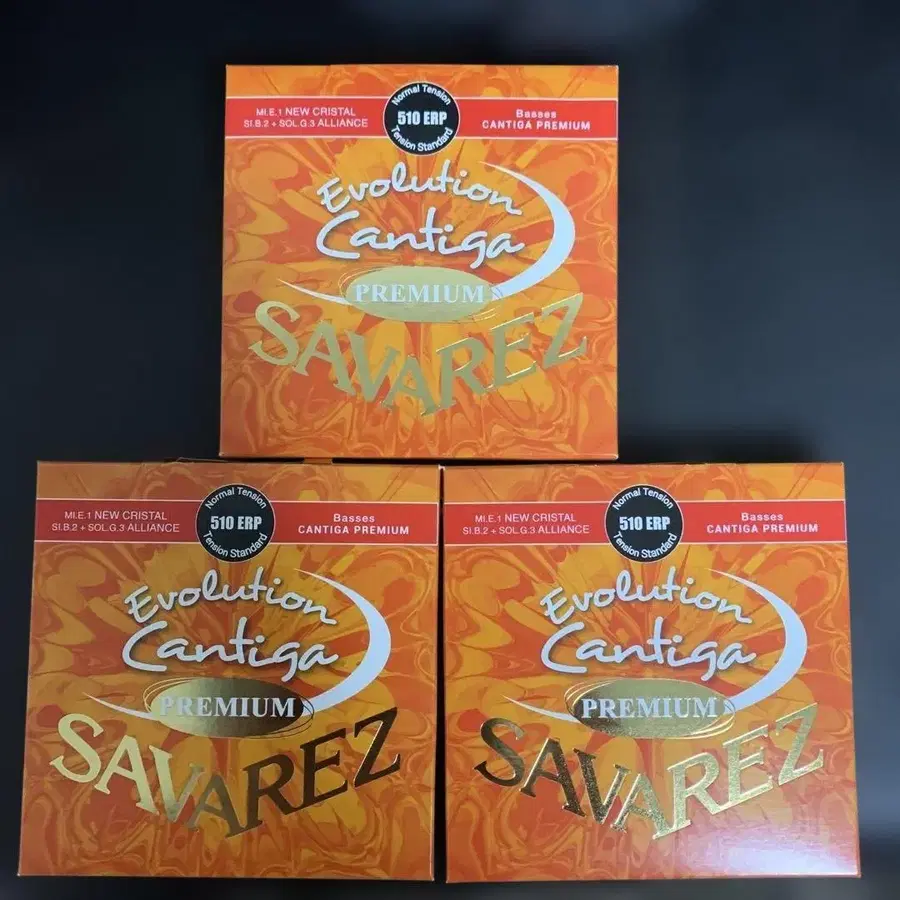 MI.E.1 NEW CRISTAL
SI.B.2 + SOL.G.3 ALLIANCE
Normal Tension
510 ERP
Tension Standard
Basses
CANTIGA PREMIUM
Evolution
Cantiga
PREMIUM
SAVAREZ
MI.E.1 NEW CRISTAL
SI.B.2 + SOL.G.3 ALLIANCE
Normal Tension
510 ERP
Tension Standard
Basses
CANTIGA PREMIUM
Evolution
Cantiga
PREMIUM
SAVAREZ
MI.E.1 NEW CRISTAL
SI.B.2 + SOL.G.3 ALLIANCE
Normal Tension
510 ERP
Tension Standard
Basses
CANTIGA PREMIUM
Evolution
Cantiga
PREMIUM
SAVAREZ